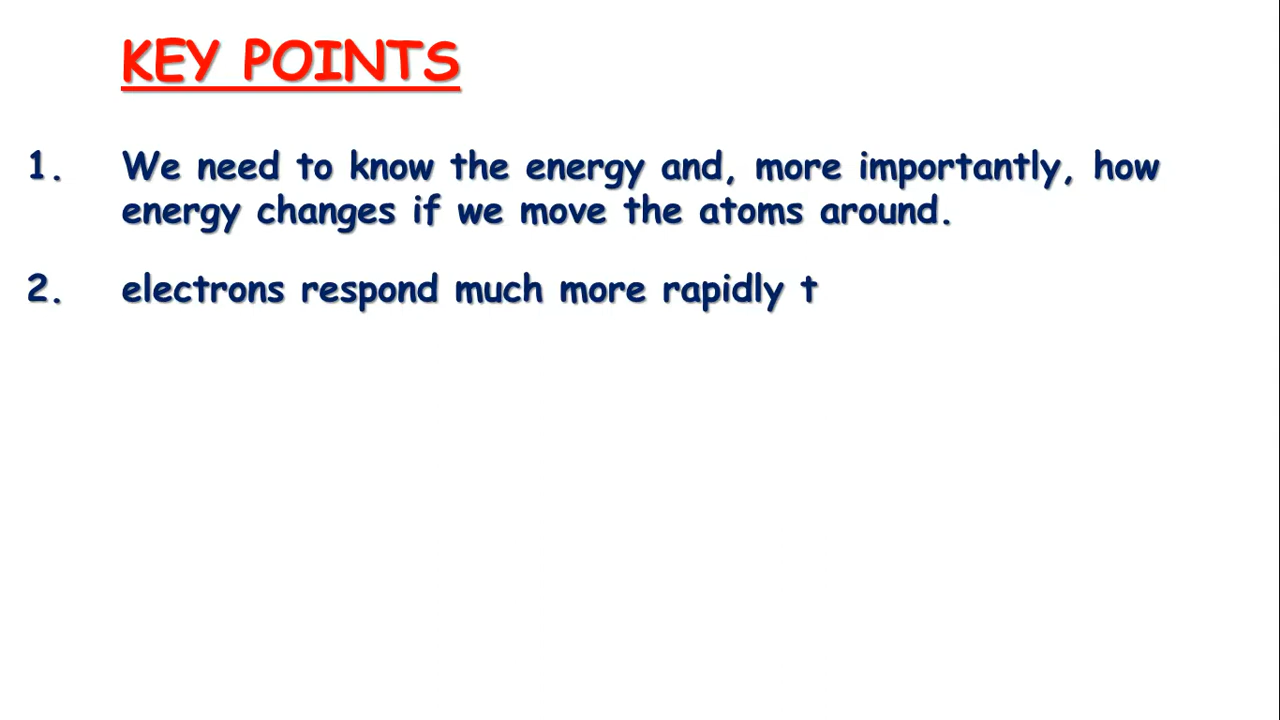 KEY POINTS
1. We need to know the energy and, more importantly, how
energy changes if we move the atoms around.
2. electrons respond much more rapidly t